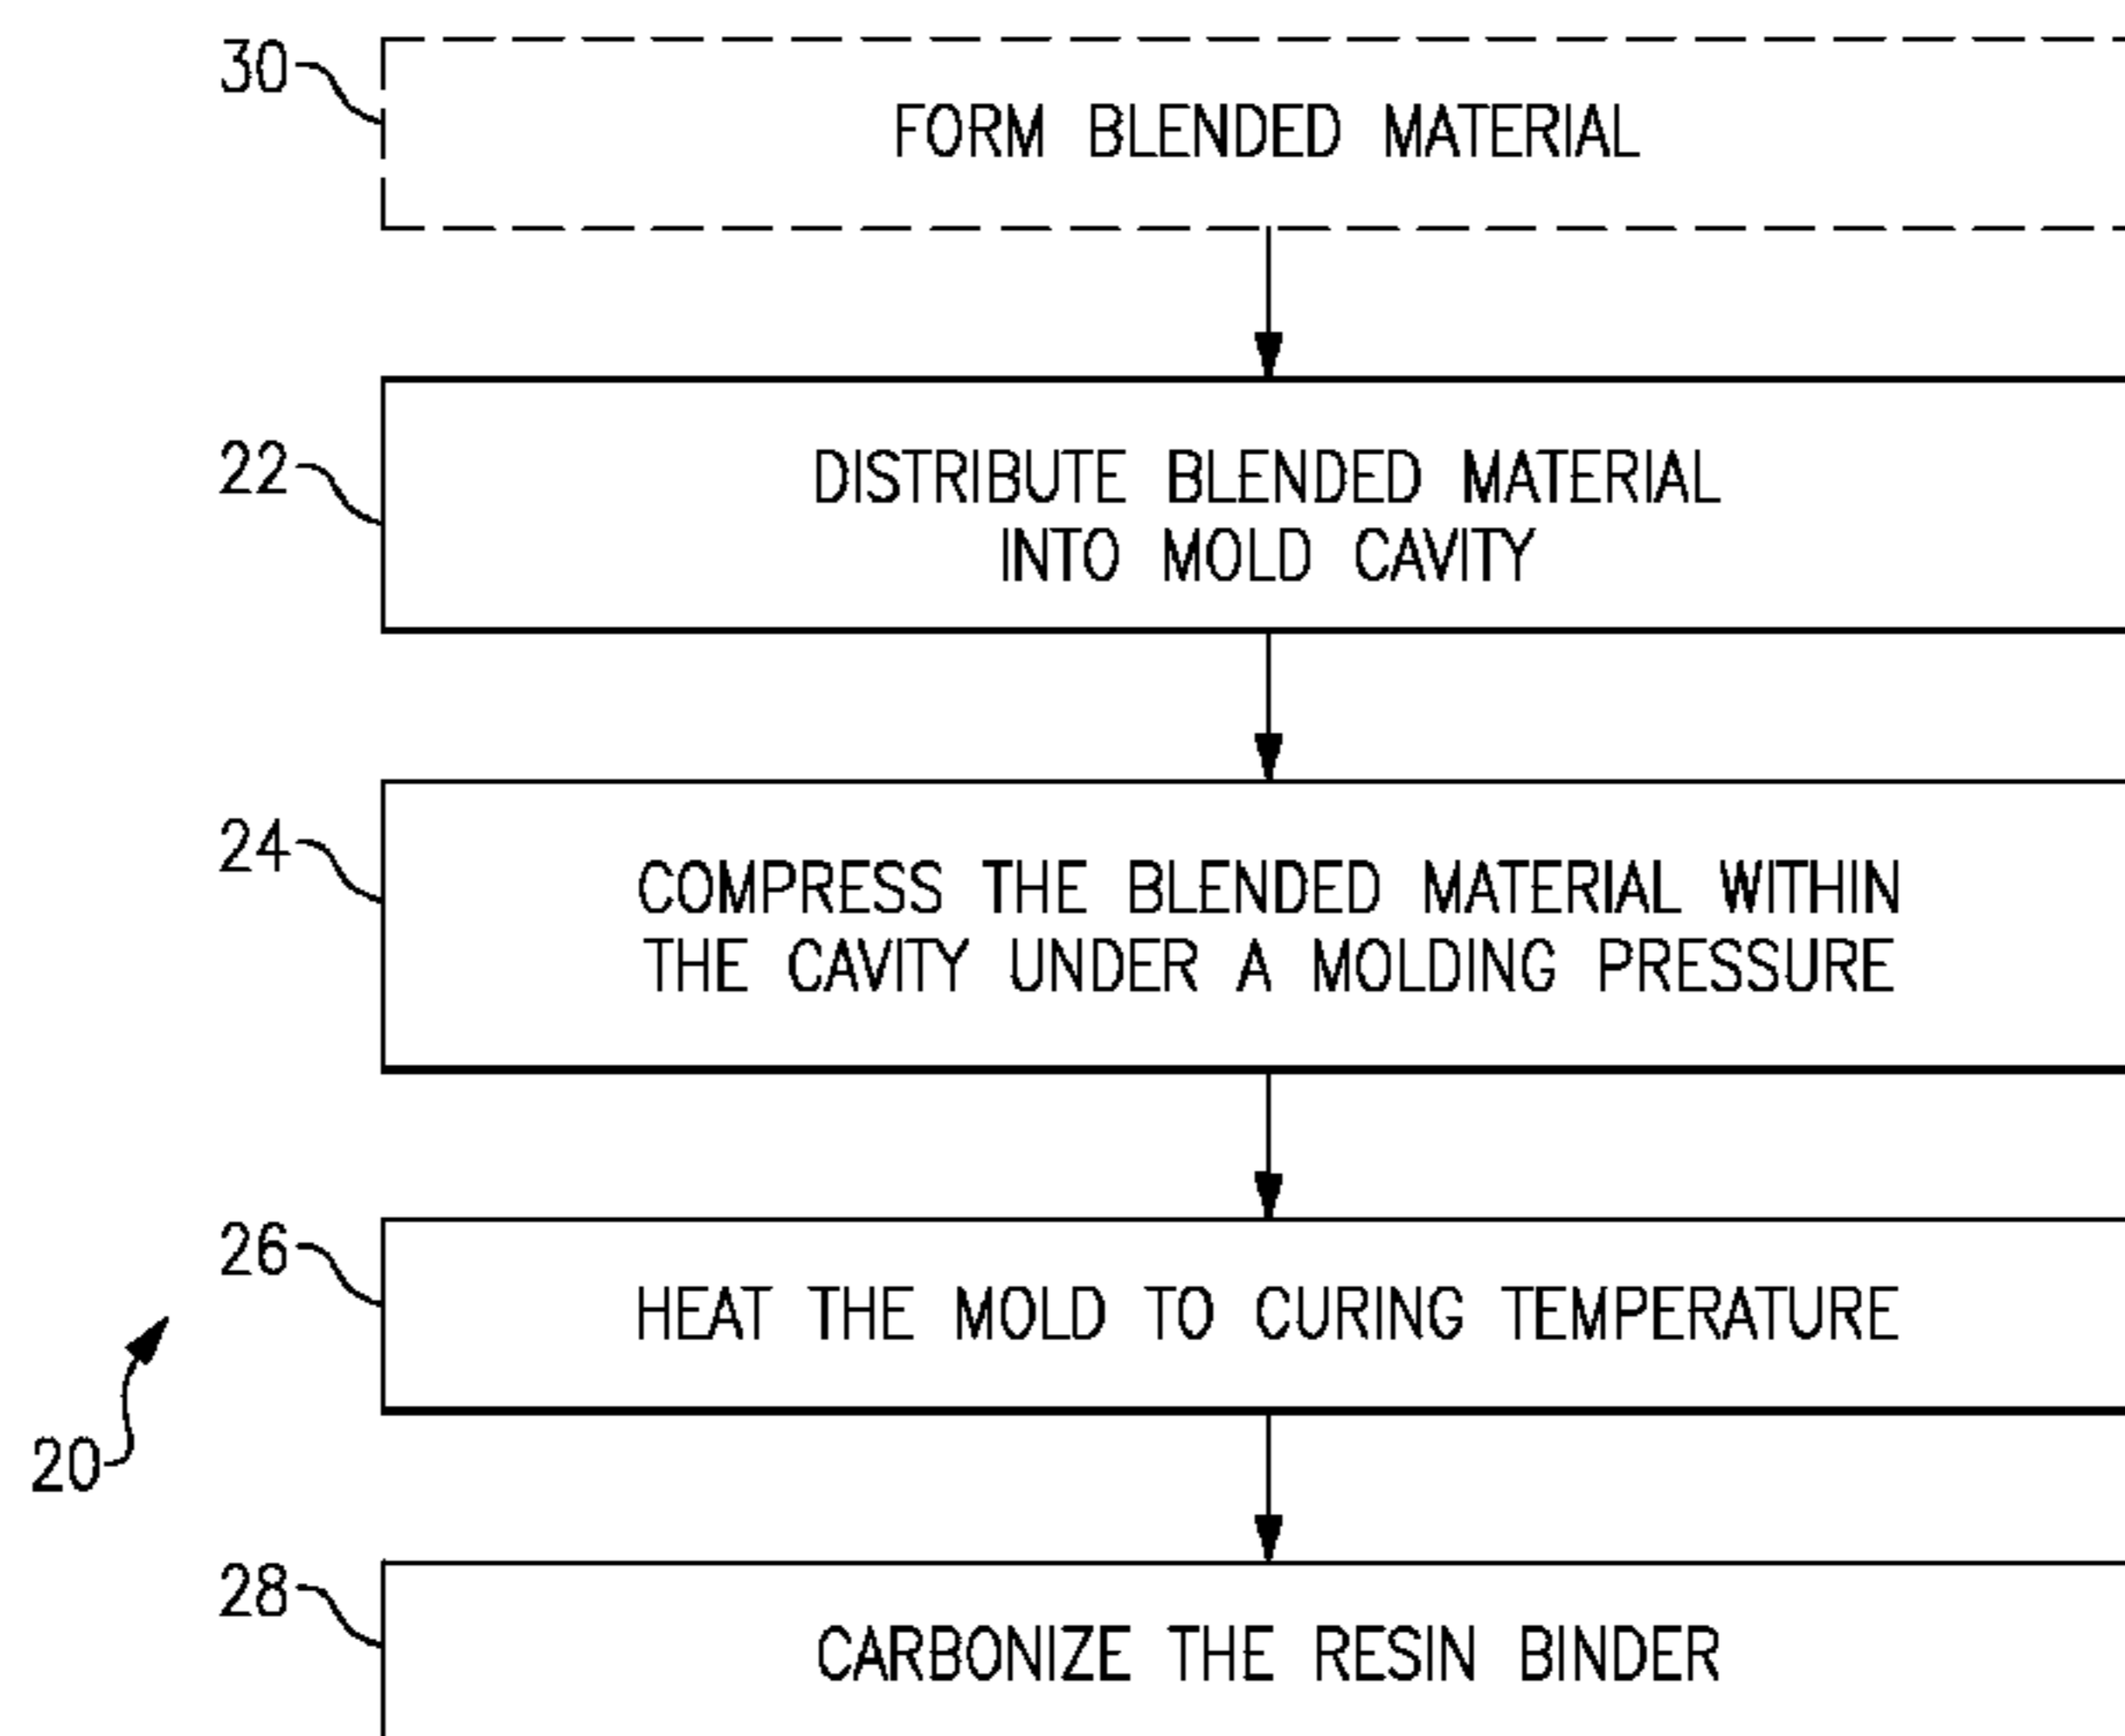 30
FORM BLENDED MATERIAL
22
DISTRIBUTE BLENDED MATERIAL
INTO MOLD CAVITY
24
COMPRESS THE BLENDED MATERIAL WITHIN
THE CAVITY UNDER A MOLDING PRESSURE
26
HEAT THE MOLD TO CURING TEMPERATURE
20
28
CARBONIZE THE RESIN BINDER